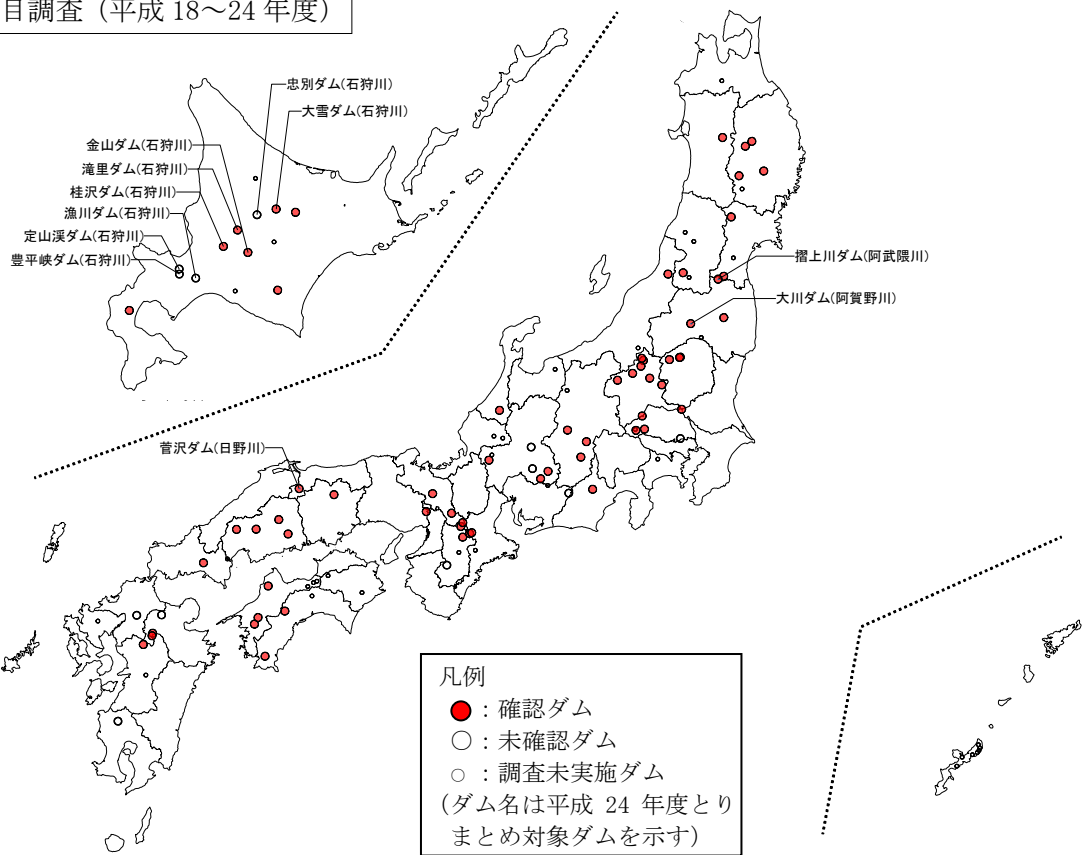 目調査（平成 18～24 年度）
忠別ダム(石狩川)
大雪ダム(石狩川)
金山ダム(石狩川)
滝里ダム(石狩川)
桂沢ダム(石狩川)
漁川ダム(石狩川)
定山渓ダム(石狩川)
豊平峡ダム(石狩川)
摺上川ダム(阿武隈川)
大川ダム(阿賀野川)
菅沢ダム(日野川)
凡例
：確認ダム
：未確認ダム
：調査未実施ダム
(ダム名は平成 24 年度とり
まとめ対象ダムを示す)